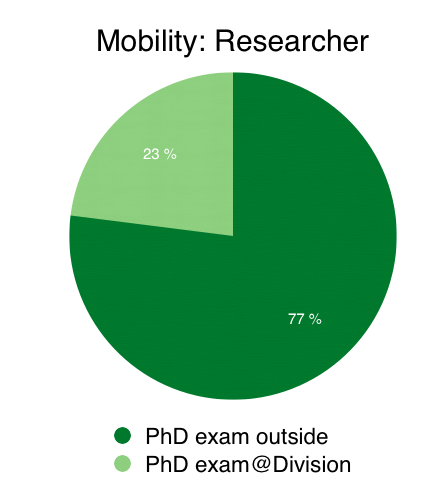 Mobility: Researcher
23 %
77 %
PhD exam outside
PhD exam@Division